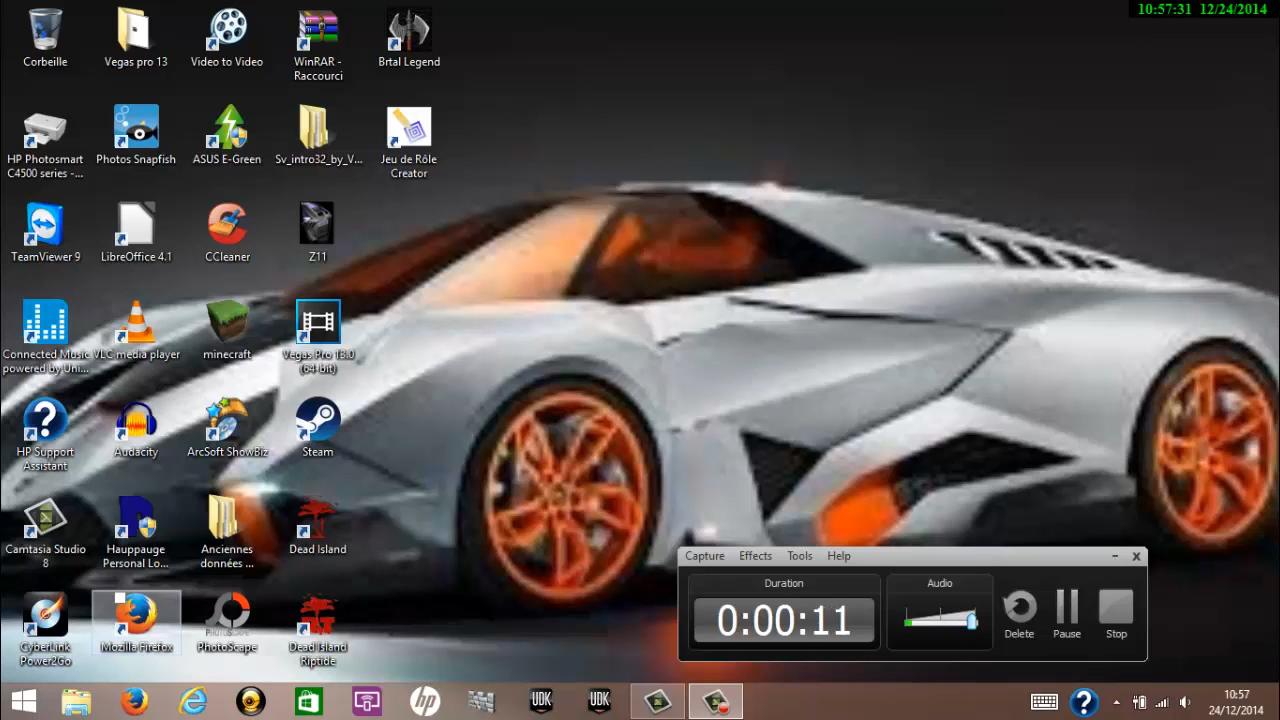 10:57:31 12/24/2014
Corbeille
Vegas pro 13
Video to Video
WinRAR -
Raccourci
Brtal Legend
HP Photosmart
C4500 series -...
Photos Snapfish
ASUS E-Green
Sv_intro32_by_V...
Jeu de Rôle
Creator
TeamViewer 9
LibreOffice 4.1
CCleaner
Z11
Connected Music
powered by Uni...
VLC media player
minecraft
Vegas Pro 13.0
(64-bit)
HP Support
Assistant
Audacity
ArcSoft ShowBiz
Steam
Camtasia Studio
8
Hauppauge
Personal Lo...
Anciennes
données ...
Dead Island
CyberLink
Power2Go
Mozilla Firefox
PHOTOSCAPE
PhotoScape
Dead Island
Riptide
Capture Effects Tools Help
Duration
0:00:11
Audio
Delete
Pause
Stop
hp
UDK
UDK
10:57
24/12/2014